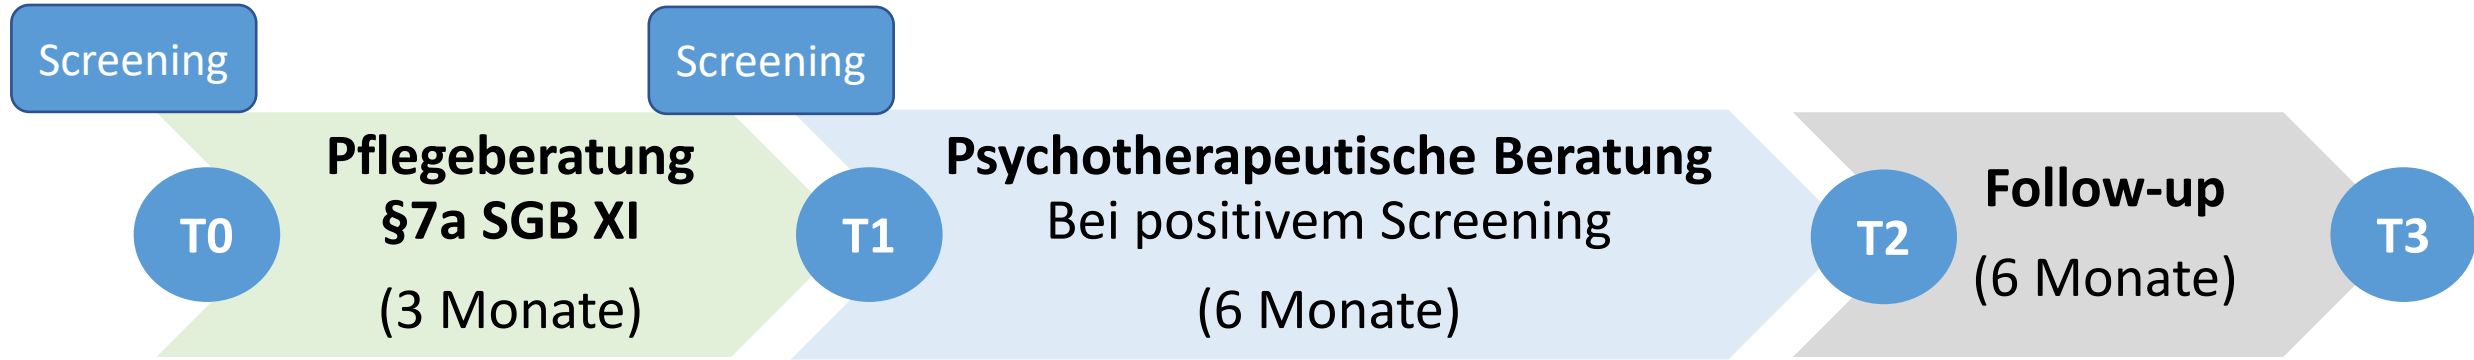 Screening
Screening
T0
Pflegeberatung
§7a SGB XI
(3 Monate)
T1
Psychotherapeutische Beratung
Bei positivem Screening
(6 Monate)
T2
Follow-up
(6 Monate)
T3